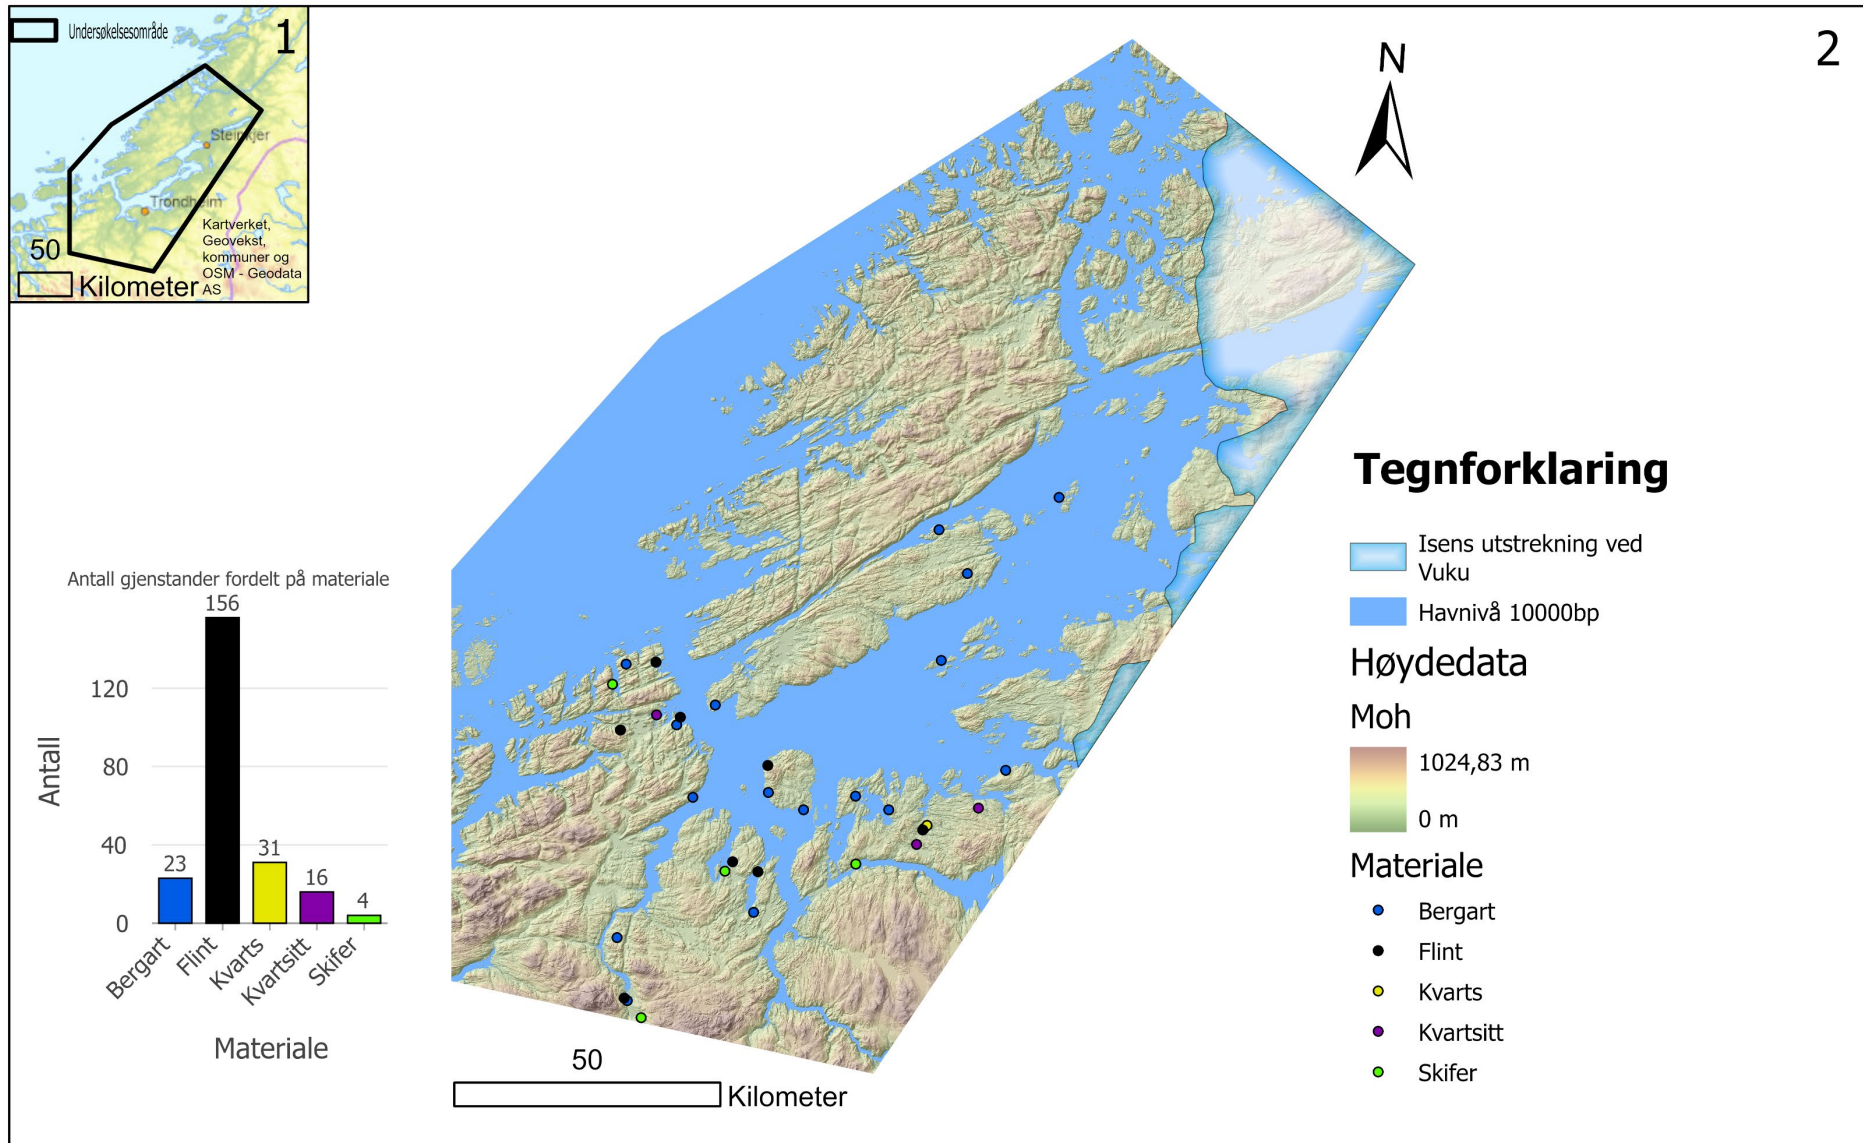 Undersøkelsesområde
1
Steinkjer
Trondheim
Kartverket,
Geovekst,
kommuner og
OSM - Geodata
AS
50
Kilometer
2
N
Antall gjenstander fordelt på materiale
156
120
80
40
0
23
31
16
4
Antall
Bergart
Flint
Kvarts
Kvartsitt
Skifer
Materiale
50
Kilometer
Tegnforklaring
Isens utstrekning ved
Vuku
Havnivå 10000bp
Høydedata
Moh
1024,83 m
0 m
Materiale
Bergart
Flint
Kvarts
Kvartsitt
Skifer